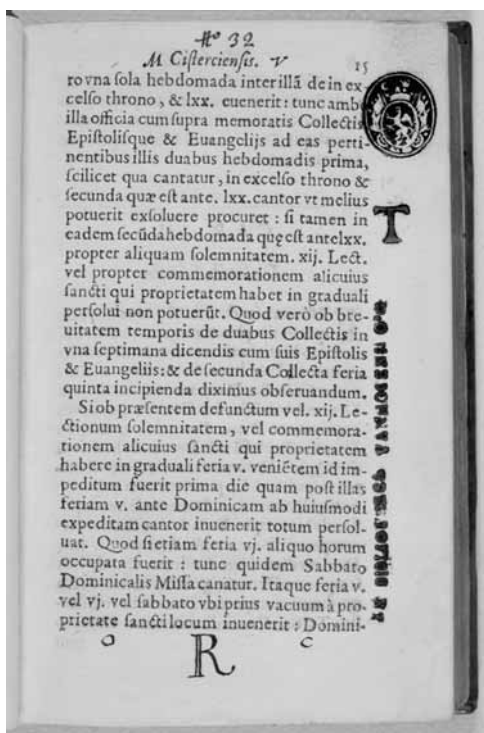 No 32
M Cisterciensis. V 15
ro vna sola hebdomada inter illã de in ex-
celso throno, & lxx. euenerit: tunc amb
illa officia cum supra memoratis Collectis
Epistolisque & Euangelijs ad eas perti-
nentibus illis duabus hebdomadis prima,
scilicet qua cantatur, in excelso throno &
secunda quæ est ante. lxx. cantor vt melius
potuerit exsoluere procuret : si tamen in
eadem secũda hebdomada quę est ante lxx.
propter aliquam solemnitatem. xij. Lect.
vel propter commemorationem alicuius
sancti qui proprietatem habet in graduali
persolui non potuerũt. Quod verò ob bre-
uitatem temporis de duabus Collectis in
vna septimana dicendis cum suis Epistolis
& Euangeliis: & de secunda Collecta feria
quinta incipienda diximus obseruandum.
Si ob præsentem defunctum vel. xij. Le-
ctionum solemnitatem, vel commemora-
tionem alicuius sancti qui proprietatem
habere in graduali feria v. veniẽtem id im-
peditum fuerit prima die quam post illas
feriam v. ante Dominicam ab huiusmodi
expeditam cantor inuenerit totum persol-
uat. Quod si etiam feria vj. aliquo horum
occupata fuerit : tunc quidem Sabbato
Dominicalis Missa canatur. Itaque feria v.
vel vj. vel sabbato vbi prius vacuum à pro-
prietate sancti locum inuenerit : Domini-
O R C
T